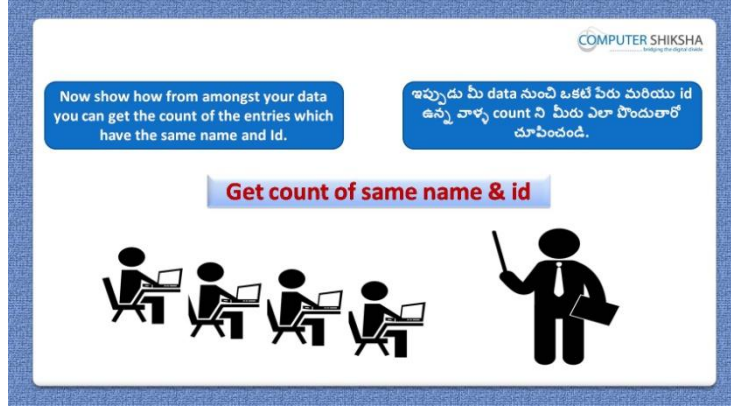 COMPUTER SHIKSHA
bridging the digital divide
Now show how from amongst your data
you can get the count of the entries which
have the same name and Id.
ఇప్పుడు మీ data నుంచి ఒకటే పేరు మరియు id
ఉన్న వాళ్ళ count ని మీరు ఎలా పొందుతారో
చూపించండి.
Get count of same name & id